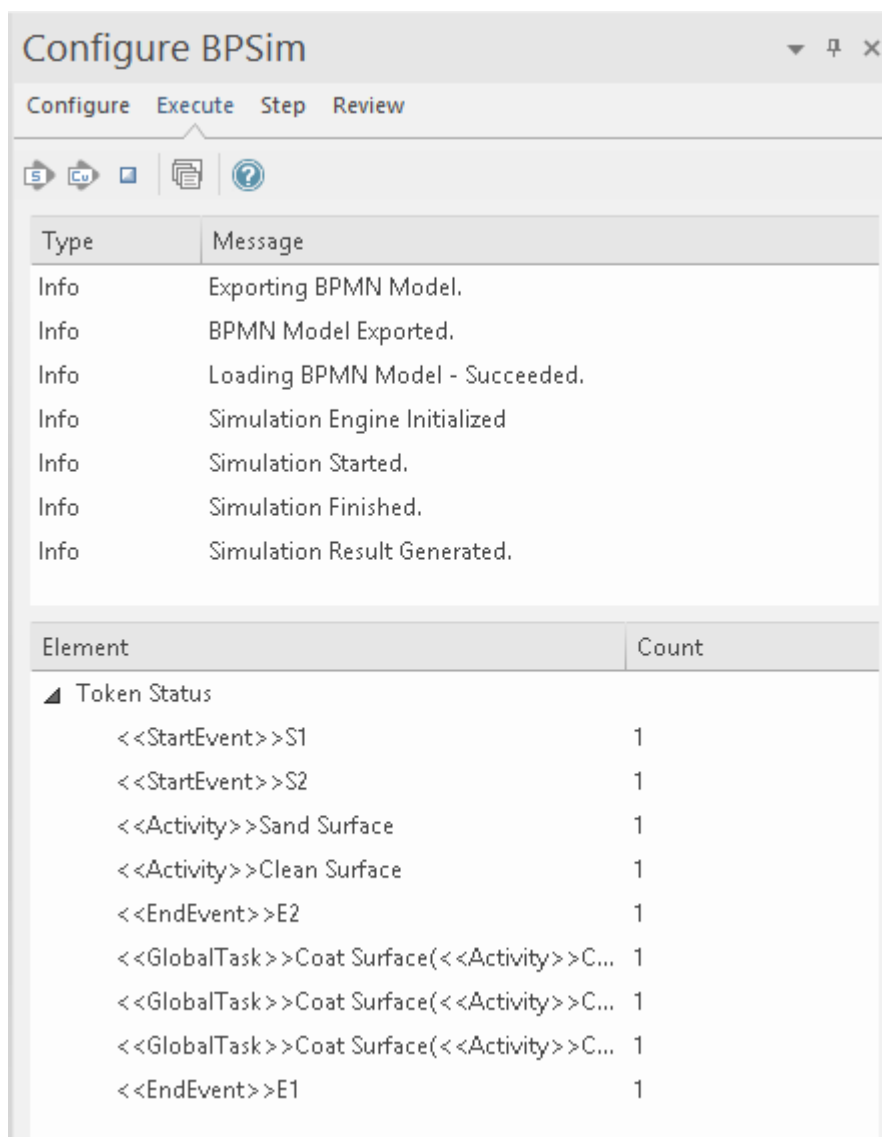 Configure BPSim
Configure Execute Step Review
S Cu ?
Type Message
Info Exporting BPMN Model.
Info BPMN Model Exported.
Info Loading BPMN Model - Succeeded.
Info Simulation Engine Initialized
Info Simulation Started.
Info Simulation Finished.
Info Simulation Result Generated.
Element Count
Token Status
<<StartEvent>>S1 1
<<StartEvent>>S2 1
<<Activity>>Sand Surface 1
<<Activity>>Clean Surface 1
<<EndEvent>>E2 1
<<GlobalTask>>Coat Surface(<<Activity>>C... 1
<<GlobalTask>>Coat Surface(<<Activity>>C... 1
<<GlobalTask>>Coat Surface(<<Activity>>C... 1
<<EndEvent>>E1 1